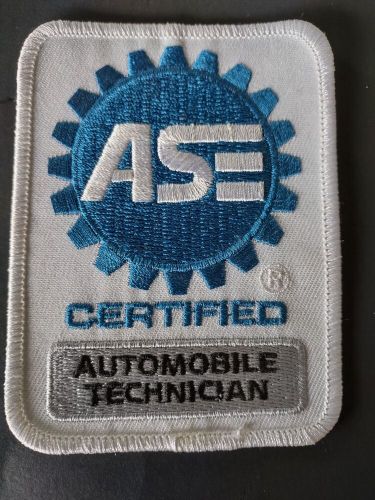 ASE
®
CERTIFIED
AUTOMOBILE
TECHNICIAN